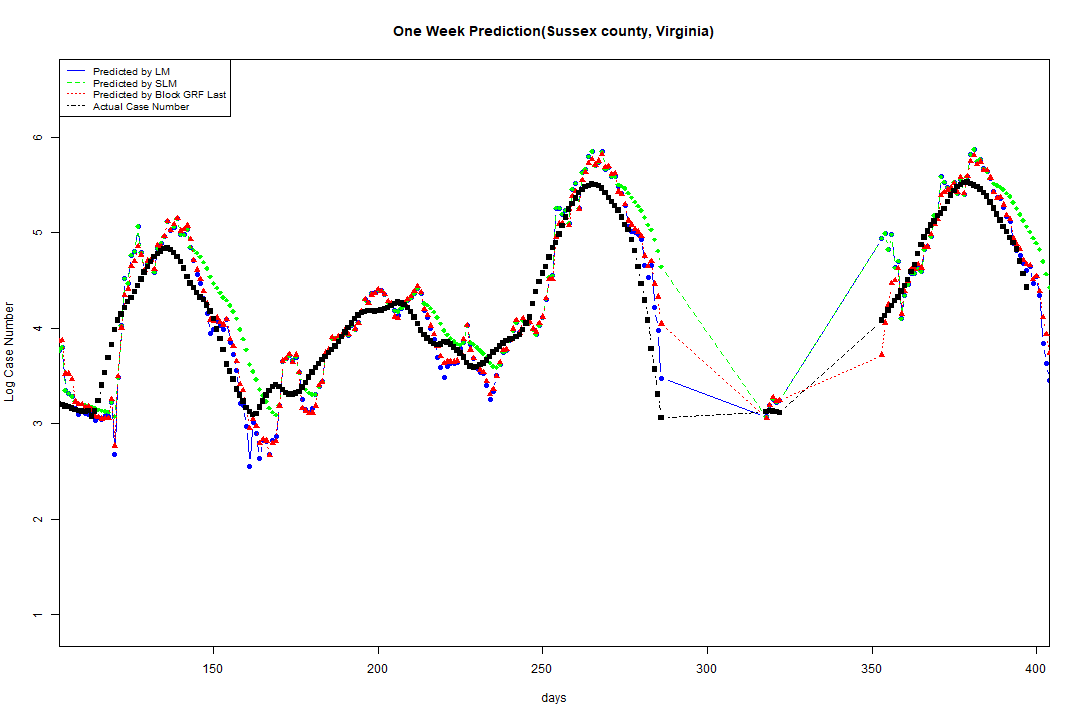 One Week Prediction(Sussex county, Virginia)
Predicted by LM
Predicted by SLM
Predicted by Block GRF Last
Actual Case Number
6
5
4
3
2
1
Log Case Number
150 200 250 300 350 400
days